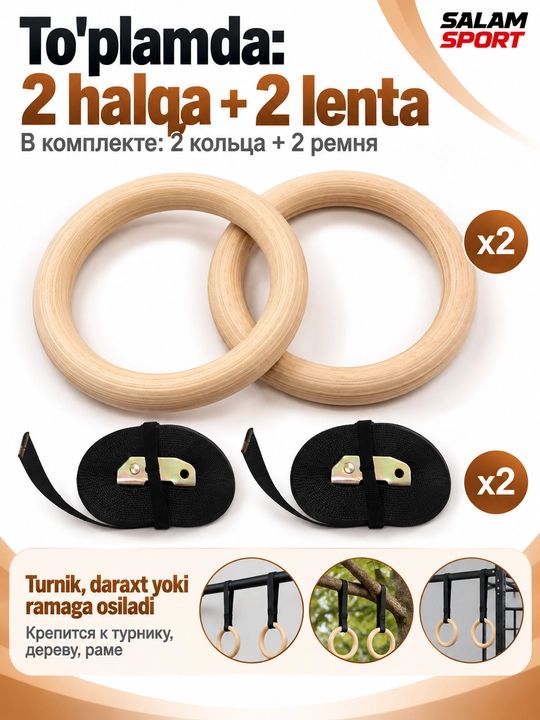 To'plamda:
SALAM
SPORT
2 halqa + 2 lenta
В комплекте: 2 кольца + 2 ремня
x2
x2
Turnik, daraxt yoki
ramaga osiladi
Крепится к турнику,
дереву, раме